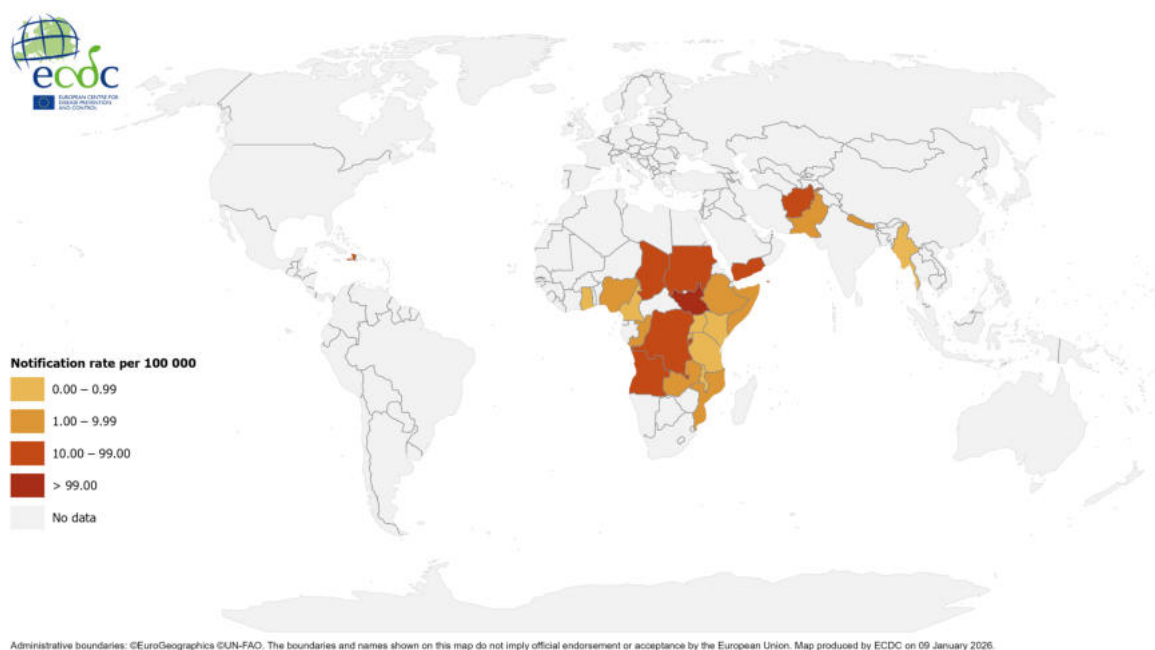 ecdc
EUROPEAN CENTRE FOR
DISEASE PREVENTION
AND CONTROL
Notification rate per 100 000
0.00 – 0.99
1.00 – 9.99
10.00 – 99.00
> 99.00
No data
Administrative boundaries: ©EuroGeographics ©UN-FAO. The boundaries and names shown on this map do not imply official endorsement or acceptance by the European Union. Map produced by ECDC on 09 January 2026.